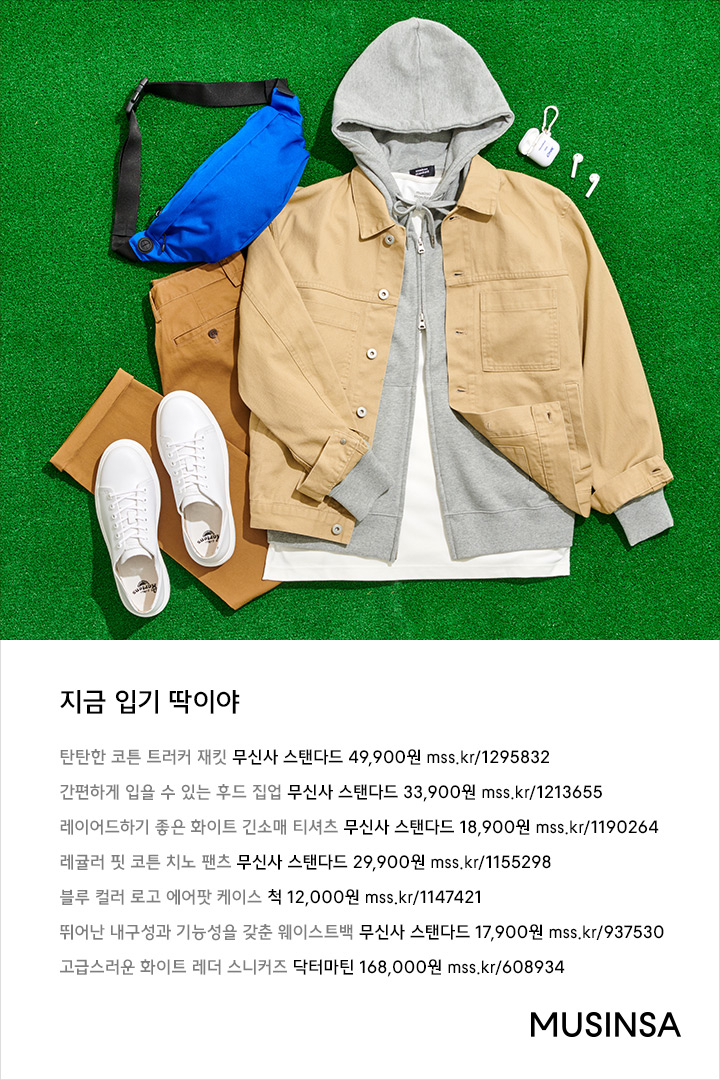 지금 입기 딱이야
탄탄한 코튼 트러커 재킷 무신사 스탠다드 49,900원 mss.kr/1295832
간편하게 입을 수 있는 후드 집업 무신사 스탠다드 33,900원 mss.kr/1213655
레이어드하기 좋은 화이트 긴소매 티셔츠 무신사 스탠다드 18,900원 mss.kr/1190264
레귤러 핏 코튼 치노 팬츠 무신사 스탠다드 29,900원 mss.kr/1155298
블루 컬러 로고 에어팟 케이스 척 12,000원 mss.kr/1147421
뛰어난 내구성과 기능성을 갖춘 웨이스트백 무신사 스탠다드 17,900원 mss.kr/937530
고급스러운 화이트 레더 스니커즈 닥터마틴 168,000원 mss.kr/608934
MUSINSA